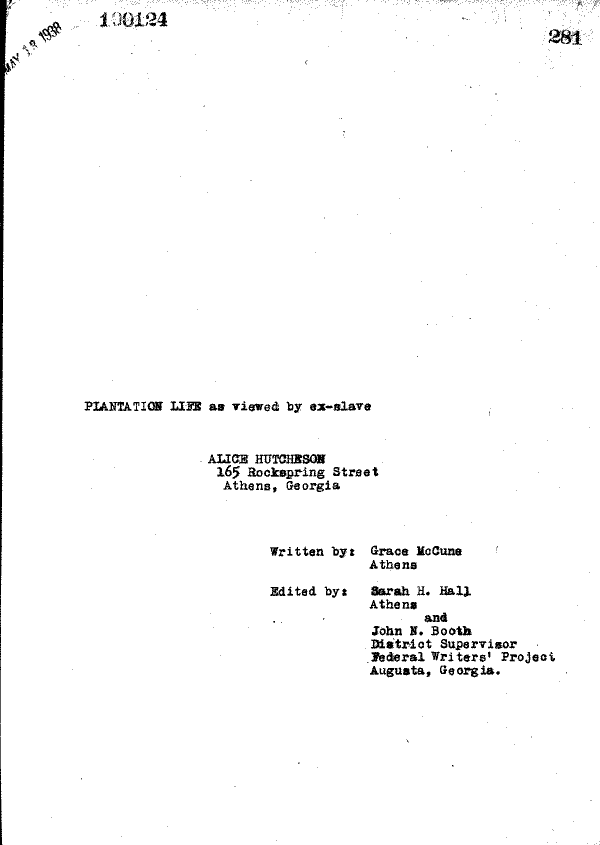 100124
MAY 13 1938
281
PLANTATION LIFE as viewed by ex-slave
ALICE HUTCHESON
165 Rockspring Street
Athens, Georgia
Written by: Grace McCune
Athens
Edited by: Sarah H. Hall
Athens
and
John N. Booth
District Supervisor
Federal Writers' Project
Augusta, Georgia.